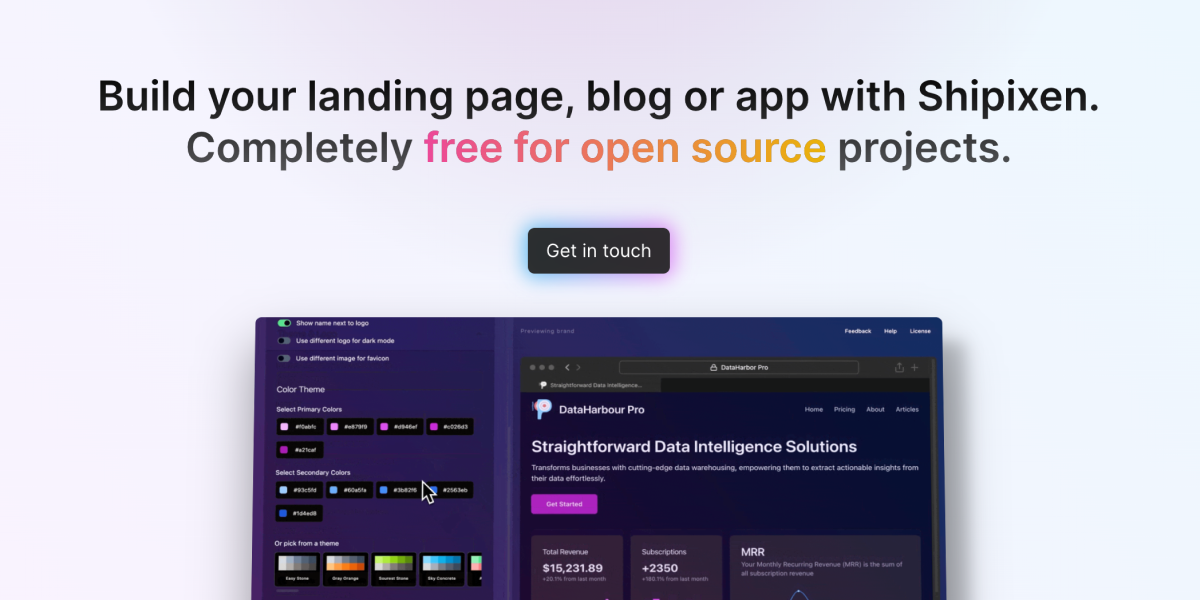 Build your landing page, blog or app with Shipixen.
Completely free for open source projects.
Get in touch
Show name next to logo
Use different logo for dark mode
Use different image for favicon
Color Theme
Select Primary Colors
#f0abfc
#e879f9
#d946ef
#c026d3
#a21caf
Select Secondary Colors
#93c5fd
#60a5fa
#3b82f6
#2563eb
#1d4ed8
Or pick from a theme
Easy Stone
Gray Orange
Sourest Stone
Sky Concrete
Previewing brand
Feedback
Help
License
DataHarbor Pro
Straightforward Data Intelligence...
DataHarbour Pro
Home
Pricing
About
Articles
Straightforward Data Intelligence Solutions
Transforms businesses with cutting-edge data warehousing, empowering them to extract actionable insights from
their data effortlessly.
Get Started
Total Revenue
$15,231.89
+20.1% from last month
Subscriptions
+2350
+180.1% from last month
MRR
Your Monthly Recurring Revenue (MRR) is the sum of
all subscription revenue